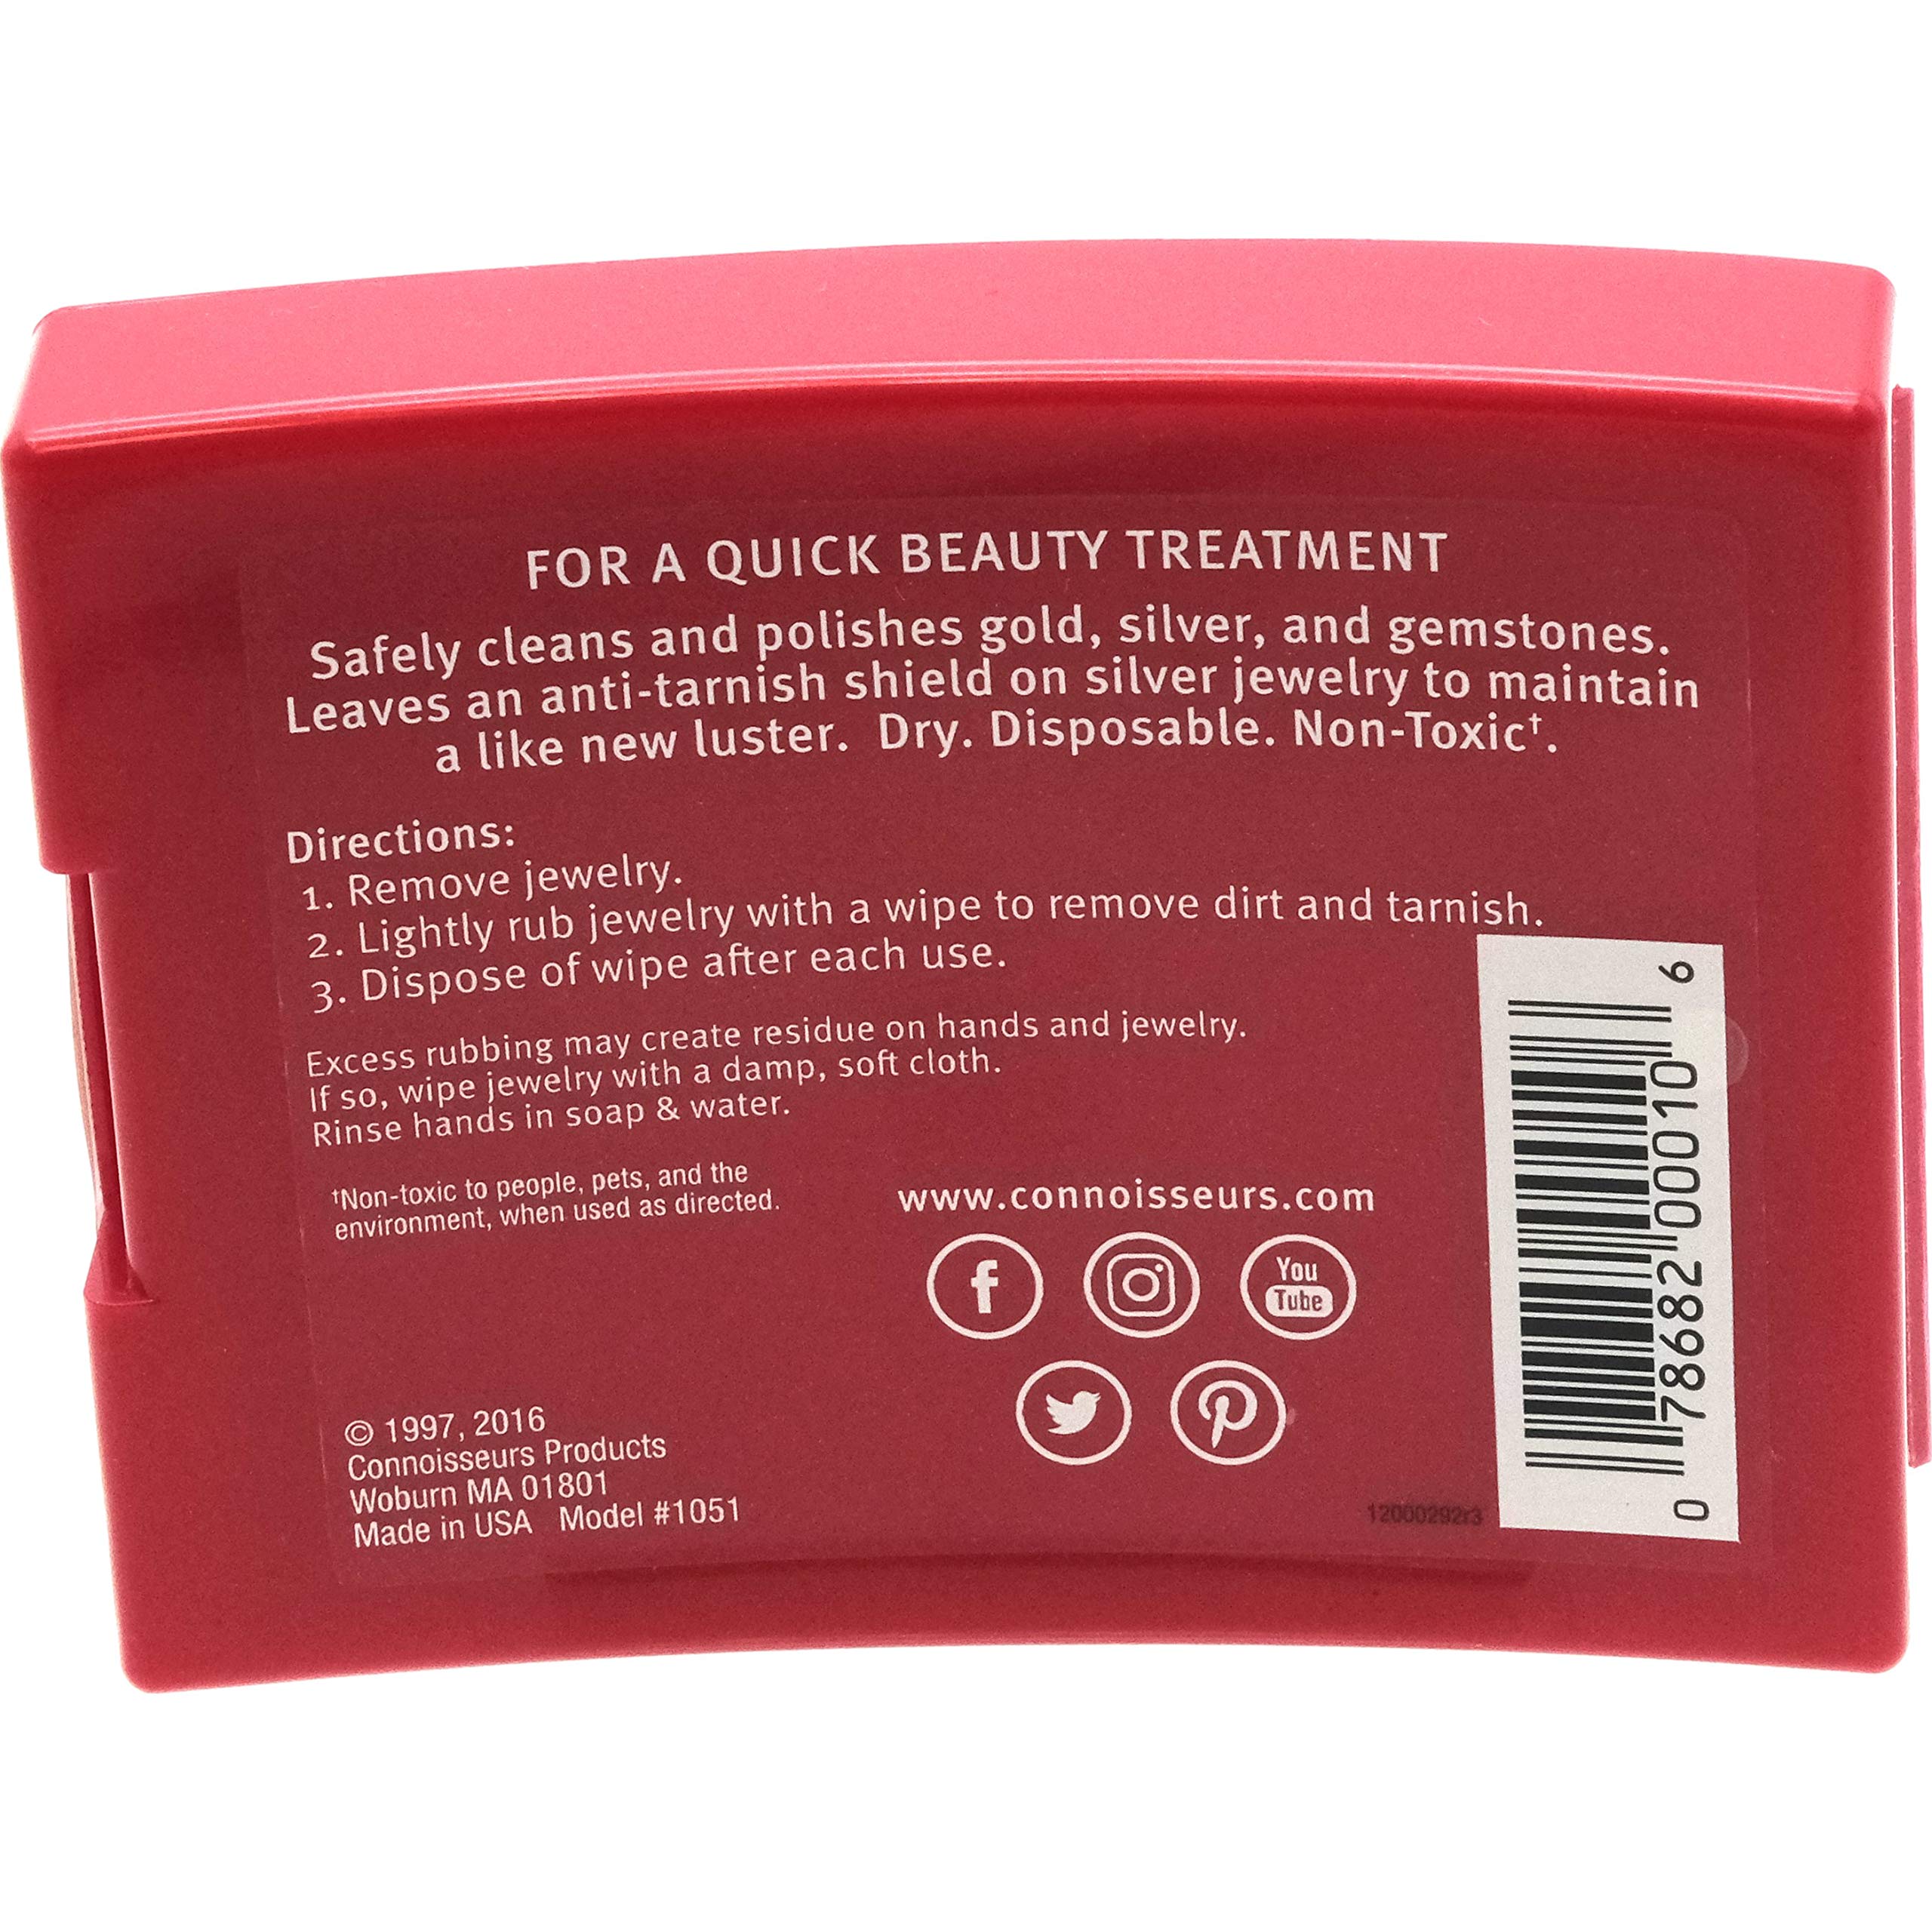 FOR A QUICK BEAUTY TREATMENT
Safely cleans and polishes gold, silver, and gemstones.
Leaves an anti-tarnish shield on silver jewelry to maintain
a like new luster. Dry. Disposable. Non-Toxic†.
Directions:
1. Remove jewelry.
2. Lightly rub jewelry with a wipe to remove dirt and tarnish.
3. Dispose of wipe after each use.
Excess rubbing may create residue on hands and jewelry.
If so, wipe jewelry with a damp, soft cloth.
Rinse hands in soap & water.
†Non-toxic to people, pets, and the
environment, when used as directed.
www.connoisseurs.com
f
You
Tube
© 1997, 2016
Connoisseurs Products
Woburn MA 01801
Made in USA Model #1051
12000292r3
0 78682 00010 6